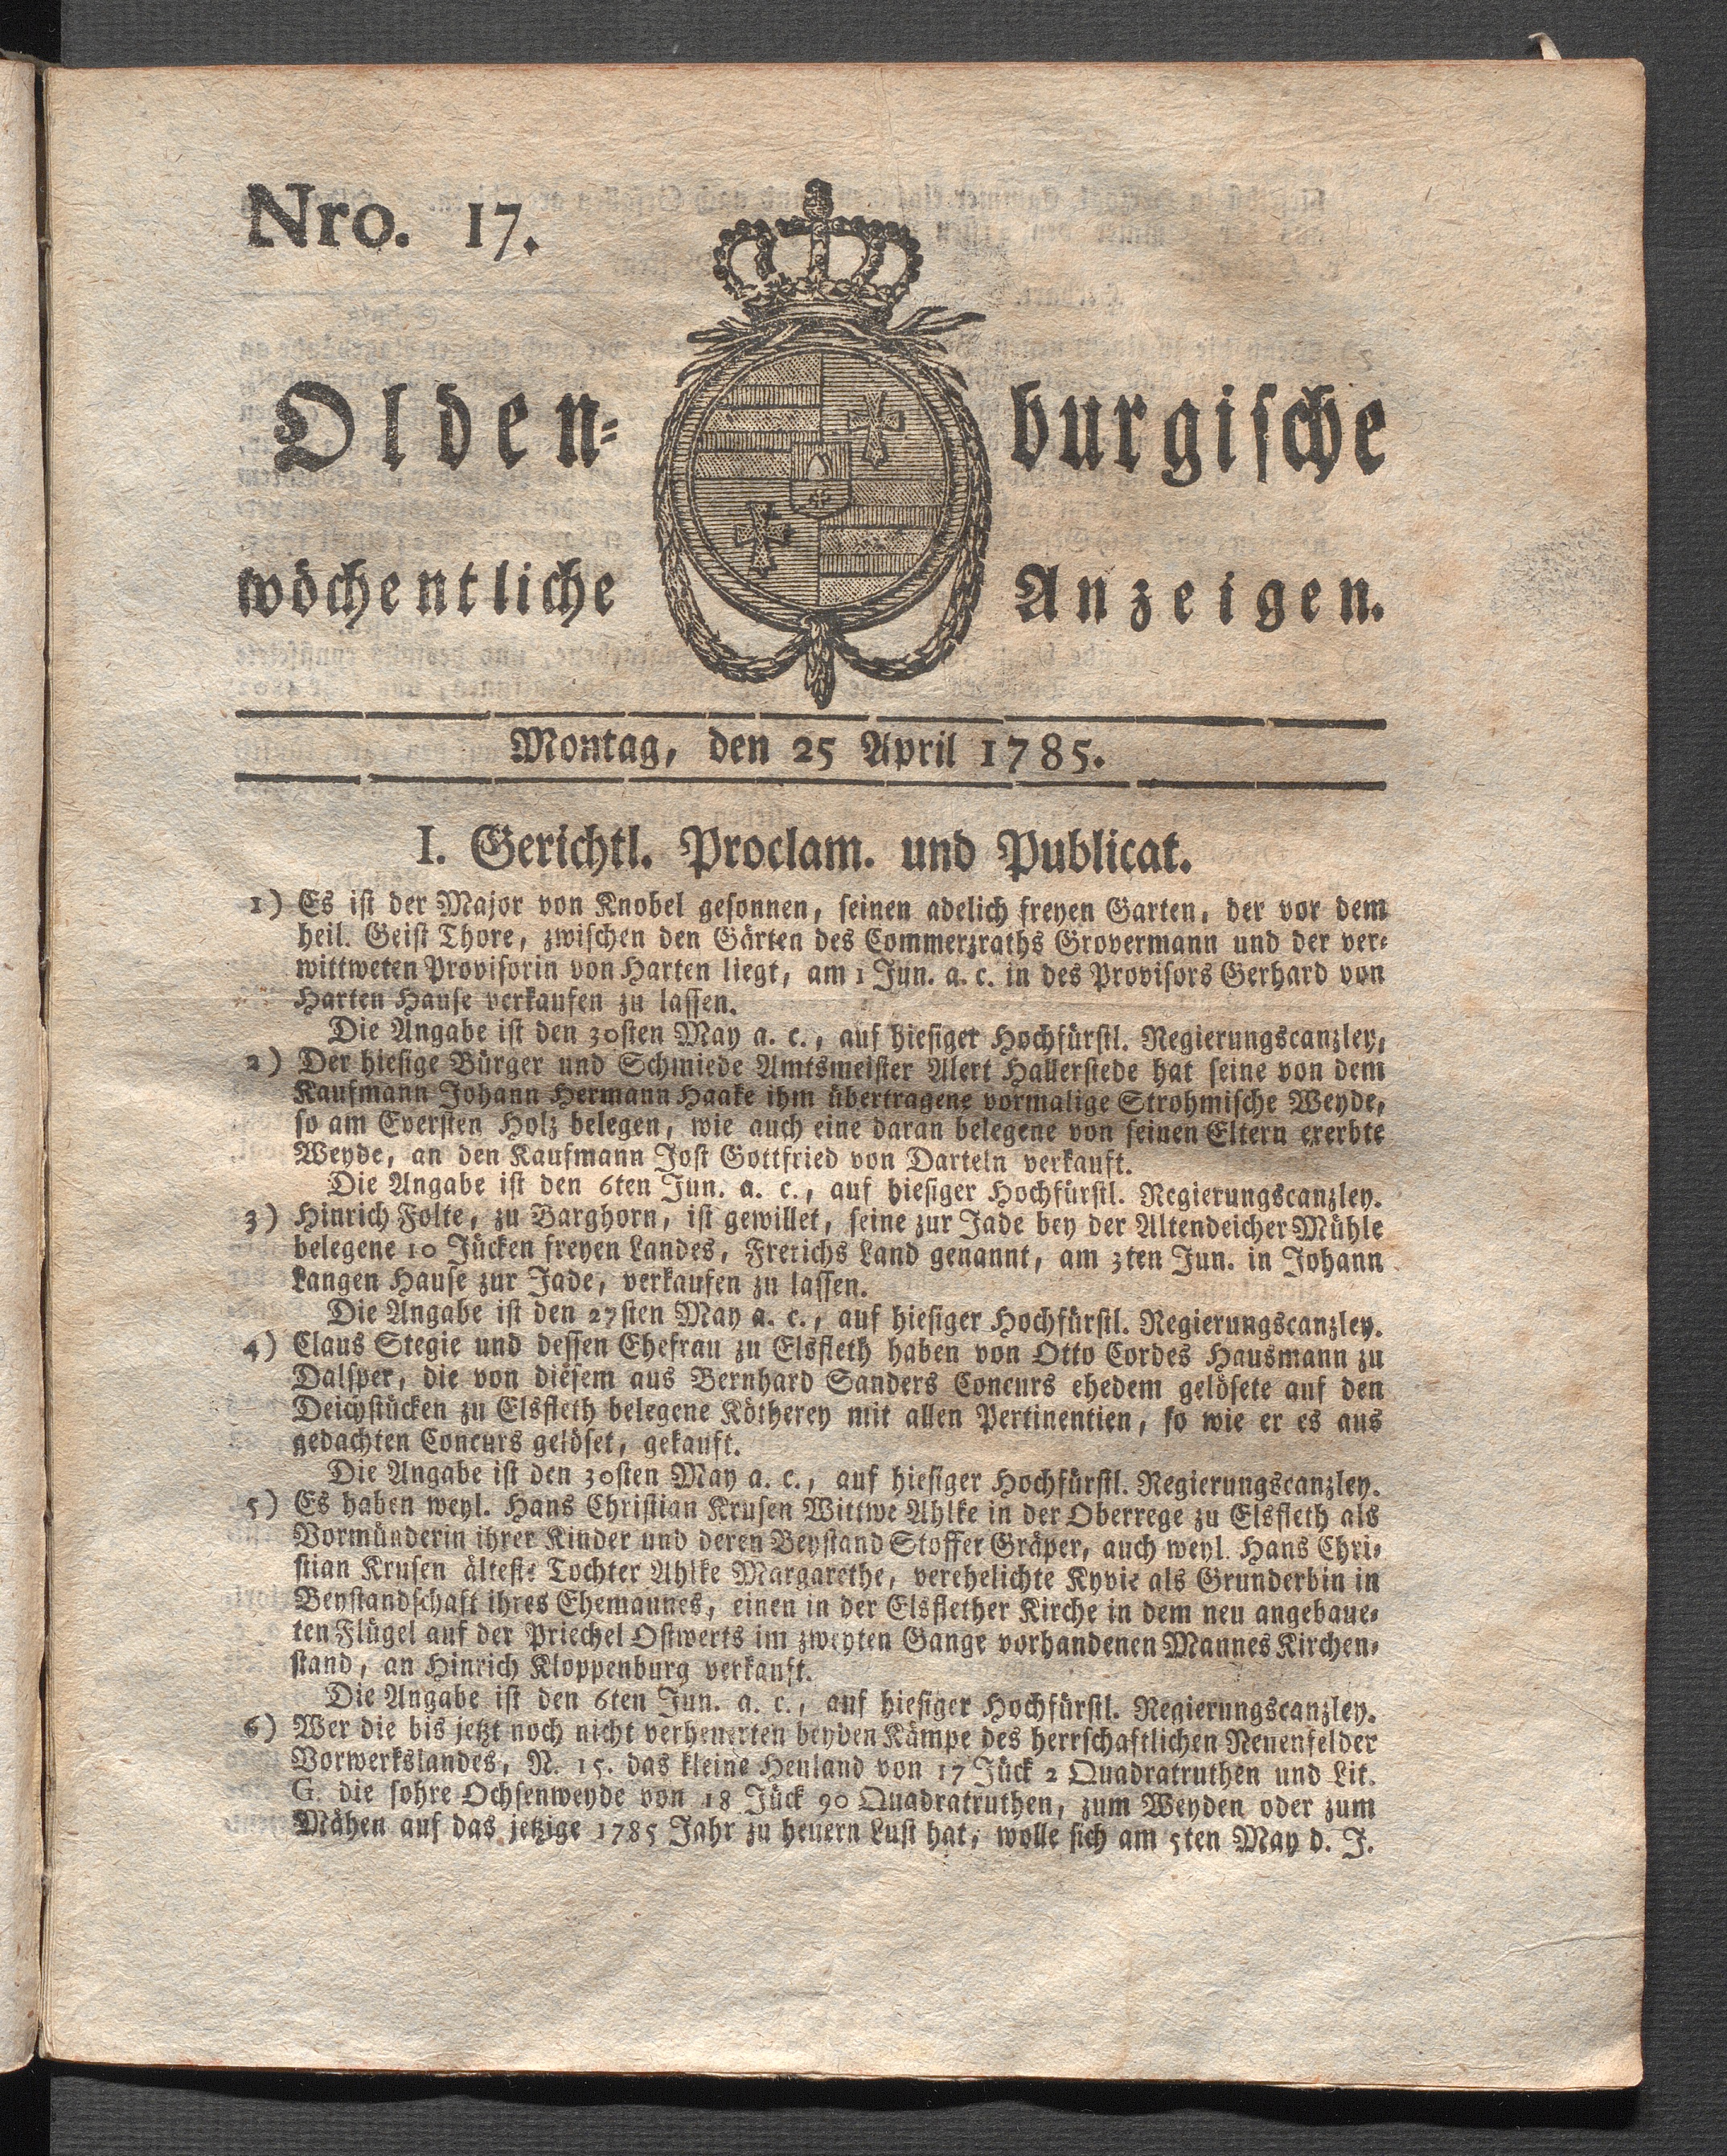 Nro. 17.
Olden-
burgische
wöchentliche
Anzeigen.
Montag, den 25 April 1785.
I. Gerichtl. Proclam. und Publicat.
1) Es ist der Major von Knobel gesonnen, seinen adelich freyen Garten, der vor dem
heil. Geist Thore, zwischen den Gärten des Commerzraths Grovermann und der ver-
wittweten Provisorin von Harten liegt, am 1 Jun. a. c. in des Provisors Gerhard von
Harten Hause verkaufen zu lassen.
Die Angabe ist den 30sten May a. c., auf hiesiger Hochfürstl. Regierungscanzley,
2) Der hiesige Bürger und Schmiede Amtsmeister Alert Hallerstede hat seine von dem
Kaufmann Johann Hermann Haake ihm übertragene vormalige Strohmische Weyde,
so am Eversten Holz belegen, wie auch eine daran belegene von seinen Eltern ererbte
Weyde, an den Kaufmann Jost Gottfried von Darteln verkauft.
Die Angabe ist den 6ten Jun. a. c., auf hiesiger Hochfürstl. Regierungscanzley.
3) Hinrich Folte, zu Barghorn, ist gewillet, seine zur Jade bey der Altendeicher Mühle
belegene 10 Jücken freyen Landes, Frerichs Land genannt, am 3ten Jun. in Johann
Langen Hause zur Jade, verkaufen zu lassen.
Die Angabe ist den 27sten May a. c., auf hiesiger Hochfürstl. Regierungscanzley.
4) Claus Stegie und dessen Ehefrau zu Elsfleth haben von Otto Cordes Hausmann zu
Dalsper, die von diesem aus Bernhard Sanders Concurs ehedem gelösete auf den
Deichstücken zu Elsfleth belegene Kötherey mit allen Pertinentien, so wie er es aus
gedachten Concurs gelöset, gekauft.
Die Angabe ist den 30sten May a. c., auf hiesiger Hochfürstl. Regierungscanzley.
5) Es haben weyl. Hans Christian Krusen Wittwe Ahlke in der Oberrege zu Elsfleth als
Vormünderin ihrer Kinder und deren Beystand Stoffer Gräper, auch weyl. Hans Chri-
stian Krusen älteste Tochter Ahlke Margarethe, verehelichte Kyvie als Grunderbin in
Beystandschaft ihres Ehemannes, einen in der Elsflether Kirche in dem neu angebaue-
ten Flügel auf der Priechel Ostwerts im zweyten Gange vorhandenen Mannes Kirchen-
stand, an Hinrich Kloppenburg verkauft.
Die Angabe ist den 6ten Jun. a. c., auf hiesiger Hochfürstl. Regierungscanzley.
6) Wer die bis jetzt noch nicht verheuerten beyden Kämpe des herrschaftlichen Neuenfelder
Vorwerkslandes, N. 15. das kleine Heuland von 17 Jück 2 Quadratruthen und Lit.
G. die sohre Ochsenweyde von 18 Jück 90 Quadratruthen, zum Weyden oder zum
Mähen auf das jetzige 1785 Jahr zu heuern Lust hat, wolle sich am 5ten May d. J.